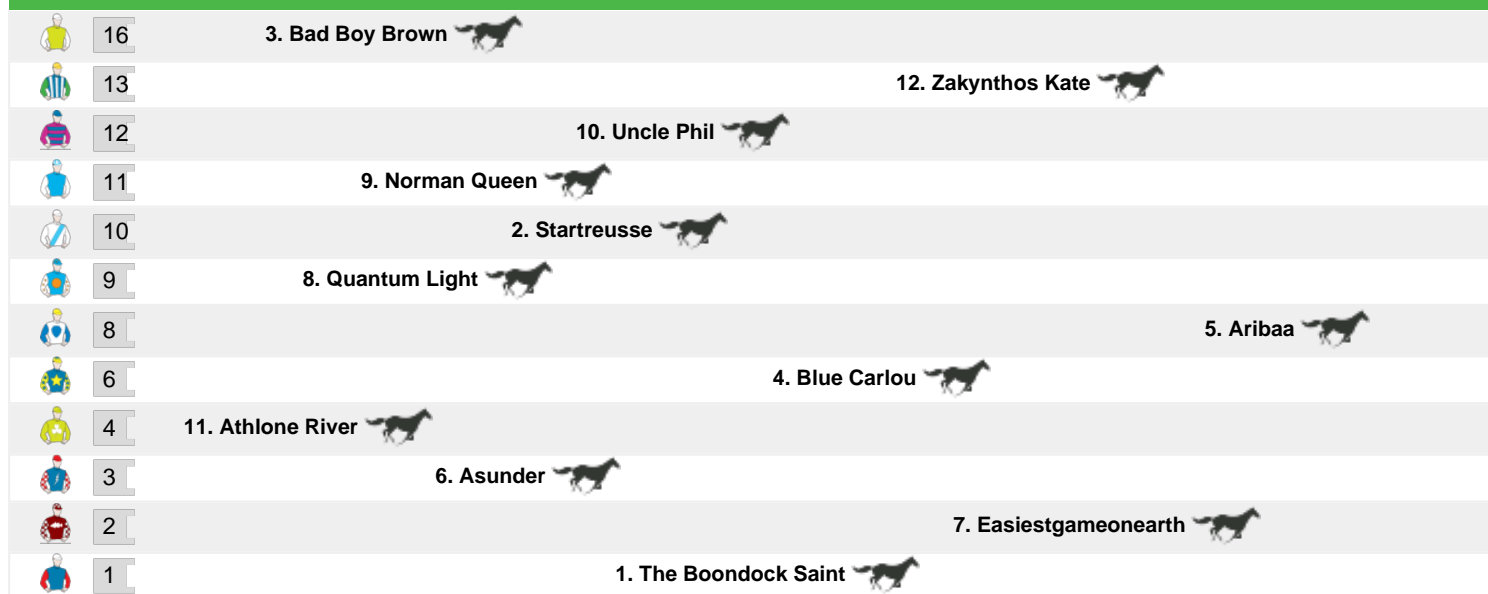 16 3. Bad Boy Brown
13 12. Zakynthos Kate
12 10. Uncle Phil
11 9. Norman Queen
10 2. Startreusse
9 8. Quantum Light
8 5. Aribaa
6 4. Blue Carlou
4 11. Athlone River
3 6. Asunder
2 7. Easiestgameonearth
1 1. The Boondock Saint